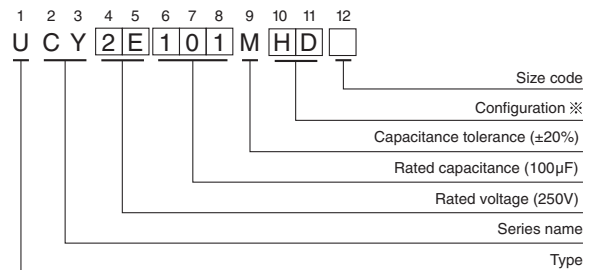 1 2 3 4 5 6 7 8 9 10 11 12
U C Y 2 E 1 0 1 M H D
Size code
Configuration ※
Capacitance tolerance (±20%)
Rated capacitance (100µF)
Rated voltage (250V)
Series name
Type